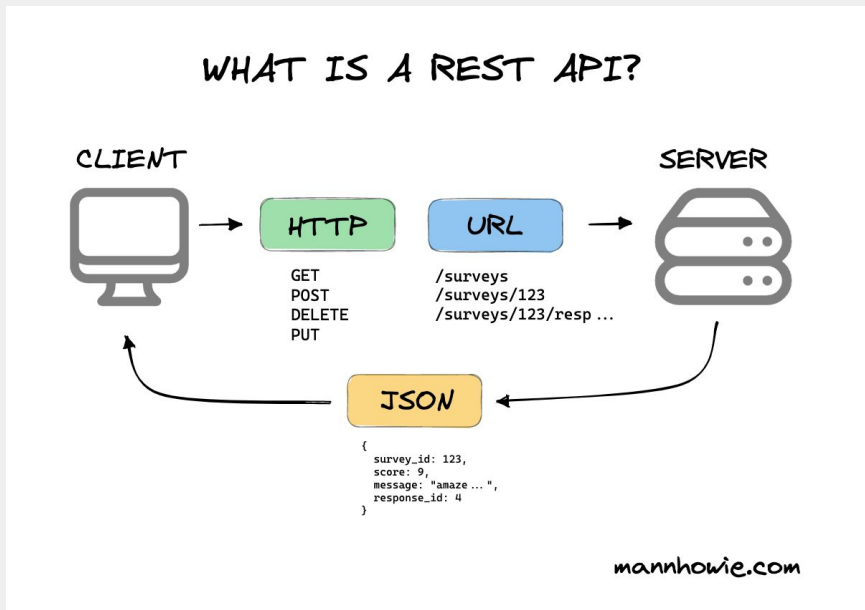 WHAT IS A REST API?
CLIENT
SERVER
HTTP
URL
GET
POST
DELETE
PUT
/surveys
/surveys/123
/surveys/123/resp...
JSON
{
survey_id: 123,
score: 9,
message: "amaze...",
response_id: 4
}
mannhowie.com